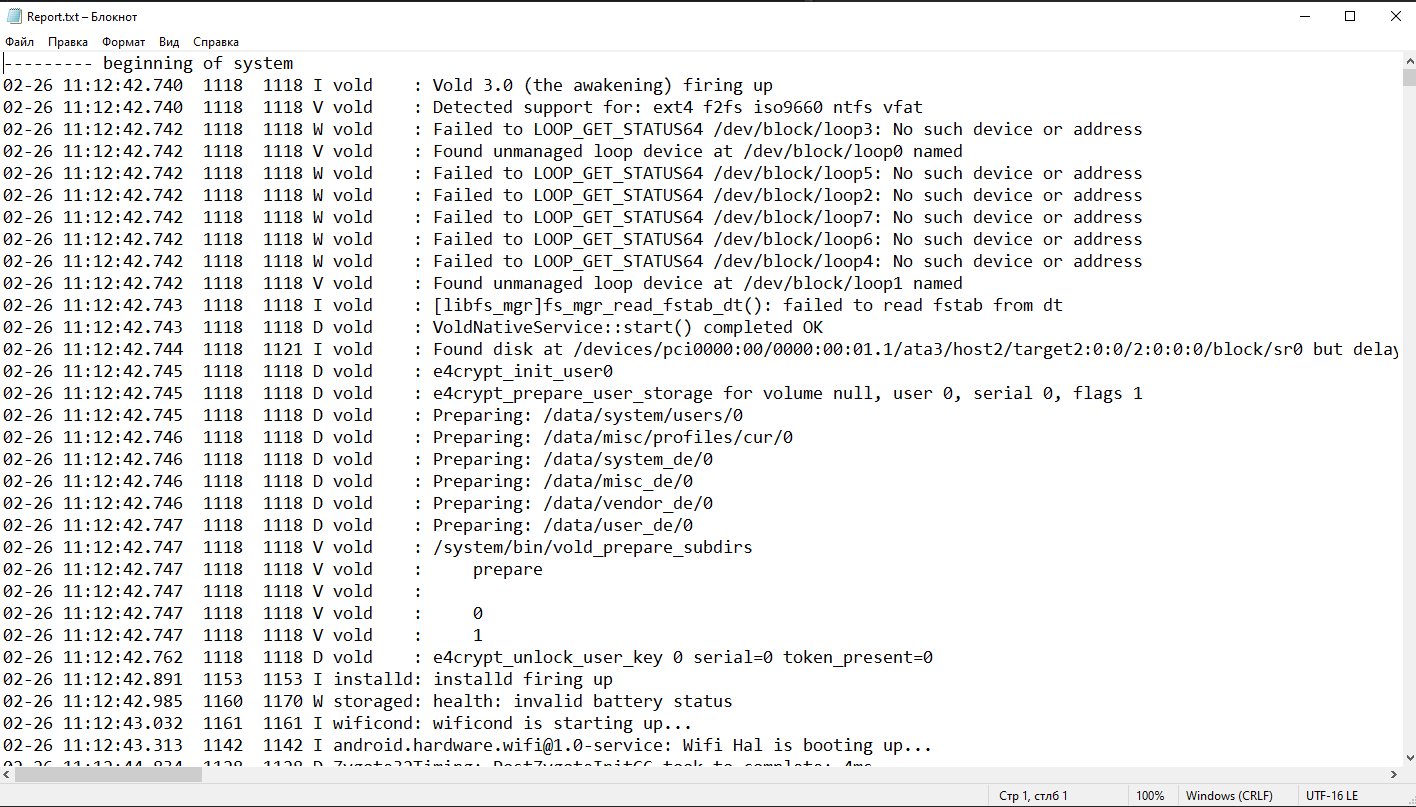 Report.txt – Блокнот
Файл Правка Формат Вид Справка
--------- beginning of system
02-26 11:12:42.740  1118  1118 I vold    : Vold 3.0 (the awakening) firing up
02-26 11:12:42.740  1118  1118 V vold    : Detected support for: ext4 f2fs iso9660 ntfs vfat
02-26 11:12:42.742  1118  1118 W vold    : Failed to LOOP_GET_STATUS64 /dev/block/loop3: No such device or address
02-26 11:12:42.742  1118  1118 V vold    : Found unmanaged loop device at /dev/block/loop0 named
02-26 11:12:42.742  1118  1118 W vold    : Failed to LOOP_GET_STATUS64 /dev/block/loop5: No such device or address
02-26 11:12:42.742  1118  1118 W vold    : Failed to LOOP_GET_STATUS64 /dev/block/loop2: No such device or address
02-26 11:12:42.742  1118  1118 W vold    : Failed to LOOP_GET_STATUS64 /dev/block/loop7: No such device or address
02-26 11:12:42.742  1118  1118 W vold    : Failed to LOOP_GET_STATUS64 /dev/block/loop6: No such device or address
02-26 11:12:42.742  1118  1118 W vold    : Failed to LOOP_GET_STATUS64 /dev/block/loop4: No such device or address
02-26 11:12:42.742  1118  1118 V vold    : Found unmanaged loop device at /dev/block/loop1 named
02-26 11:12:42.743  1118  1118 I vold    : [libfs_mgr]fs_mgr_read_fstab_dt(): failed to read fstab from dt
02-26 11:12:42.743  1118  1118 D vold    : VoldNativeService::start() completed OK
02-26 11:12:42.744  1118  1121 I vold    : Found disk at /devices/pci0000:00/0000:00:01.1/ata3/host2/target2:0:0/2:0:0:0/block/sr0 but delay
02-26 11:12:42.745  1118  1118 D vold    : e4crypt_init_user0
02-26 11:12:42.745  1118  1118 D vold    : e4crypt_prepare_user_storage for volume null, user 0, serial 0, flags 1
02-26 11:12:42.745  1118  1118 D vold    : Preparing: /data/system/users/0
02-26 11:12:42.746  1118  1118 D vold    : Preparing: /data/misc/profiles/cur/0
02-26 11:12:42.746  1118  1118 D vold    : Preparing: /data/system_de/0
02-26 11:12:42.746  1118  1118 D vold    : Preparing: /data/misc_de/0
02-26 11:12:42.746  1118  1118 D vold    : Preparing: /data/vendor_de/0
02-26 11:12:42.747  1118  1118 D vold    : Preparing: /data/user_de/0
02-26 11:12:42.747  1118  1118 V vold    : /system/bin/vold_prepare_subdirs
02-26 11:12:42.747  1118  1118 V vold    :     prepare
02-26 11:12:42.747  1118  1118 V vold    :
02-26 11:12:42.747  1118  1118 V vold    :     0
02-26 11:12:42.747  1118  1118 V vold    :     1
02-26 11:12:42.762  1118  1118 D vold    : e4crypt_unlock_user_key 0 serial=0 token_present=0
02-26 11:12:42.891  1153  1153 I installd: installd firing up
02-26 11:12:42.985  1160  1170 W storaged: health: invalid battery status
02-26 11:12:43.032  1161  1161 I wificond: wificond is starting up...
02-26 11:12:43.313  1142  1142 I android.hardware.wifi@1.0-service: Wifi Hal is booting up...
02-26 11:12:44.834  1128  1128 D Zygote32Timing: PostZygoteInitGC took to complete: 4ms
Стр 1, стлб 1 100% Windows (CRLF) UTF-16 LE